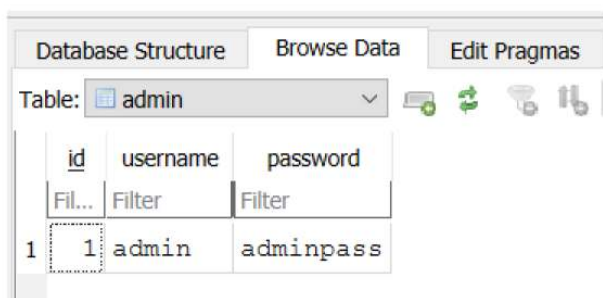 Database Structure Browse Data Edit Pragmas
Table: admin
id username password
Fil... Filter Filter
1 1 admin adminpass